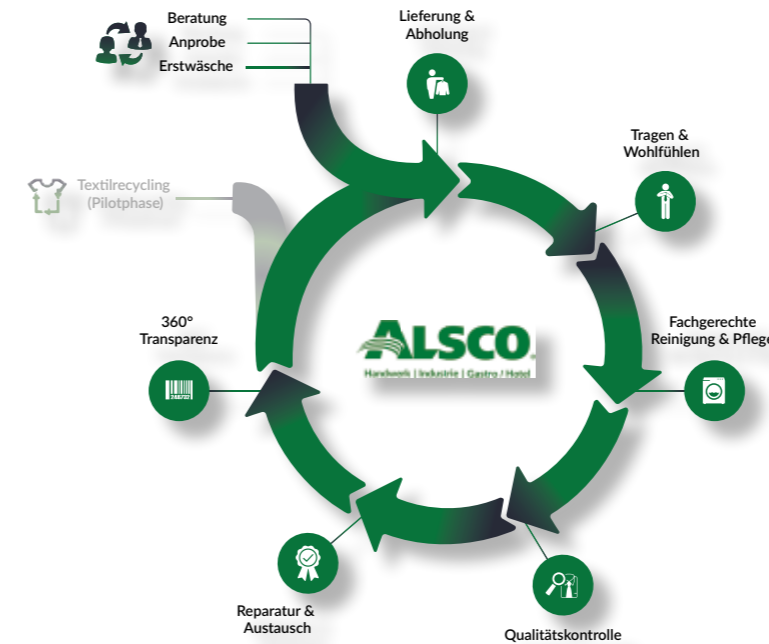 Beratung
Anprobe
Erstwäsche
Lieferung &
Abholung
Tragen &
Wohlfühlen
Textilrecycling
(Pilotphase)
360°
Transparenz
Fachgerechte
Reinigung & Pflege
ALSCO
Handwerk | Industrie | Gastro / Hotel
Reparatur &
Austausch
Qualitätskontrolle